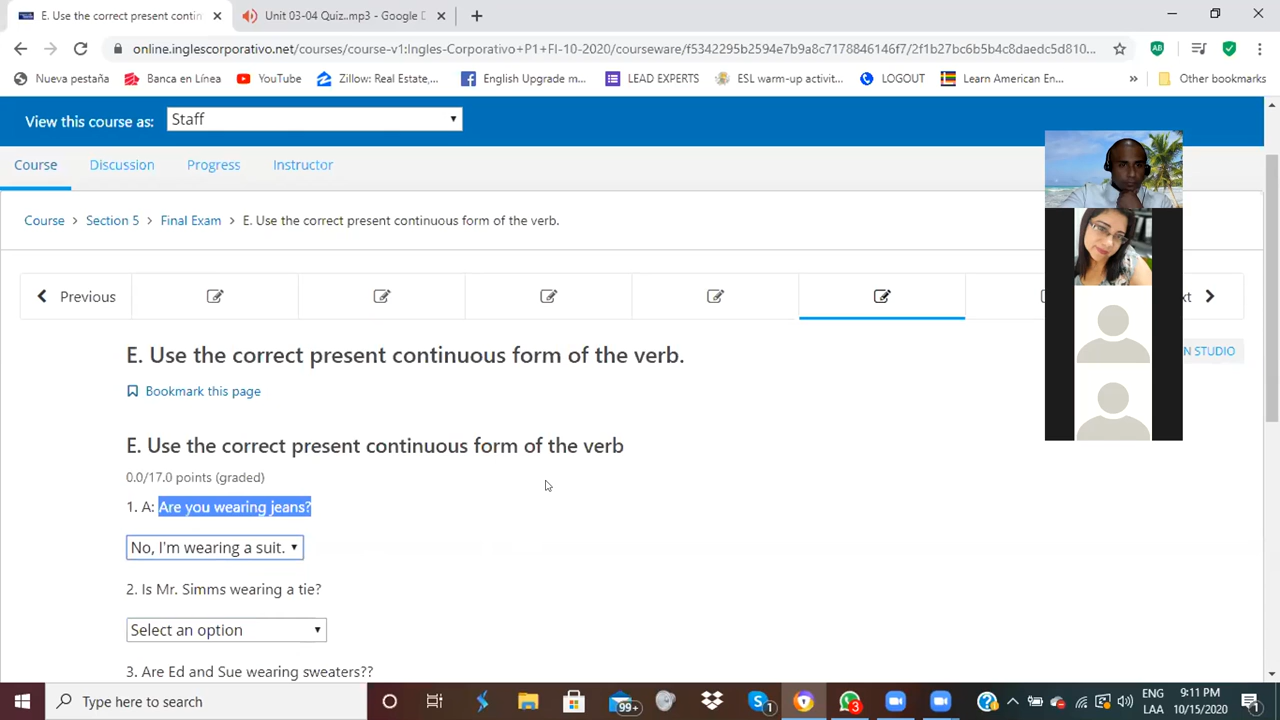 E. Use the correct present contin
Unit 03-04 Quiz..mp3 - Google D
online.inglescorporativo.net/courses/course-v1:Ingles-Corporativo+P1+FI-10-2020/courseware/f5342295b2594e7b9a8c7178846146f7/2f1b27bc6b5b4c8daedc5d810...
Nueva pestaña Banca en Línea YouTube Zillow: Real Estate,... English Upgrade m... LEAD EXPERTS ESL warm-up activit... LOGOUT Learn American En... » Other bookmarks
View this course as: Staff
Course Discussion Progress Instructor
Course > Section 5 > Final Exam > E. Use the correct present continuous form of the verb.
Previous xt
E. Use the correct present continuous form of the verb.
N STUDIO
Bookmark this page
E. Use the correct present continuous form of the verb
0.0/17.0 points (graded)
1. A: Are you wearing jeans?
No, I'm wearing a suit.
2. Is Mr. Simms wearing a tie?
Select an option
3. Are Ed and Sue wearing sweaters??
Type here to search
99+
1
3
ENG 9:11 PM
LAA 10/15/2020
1